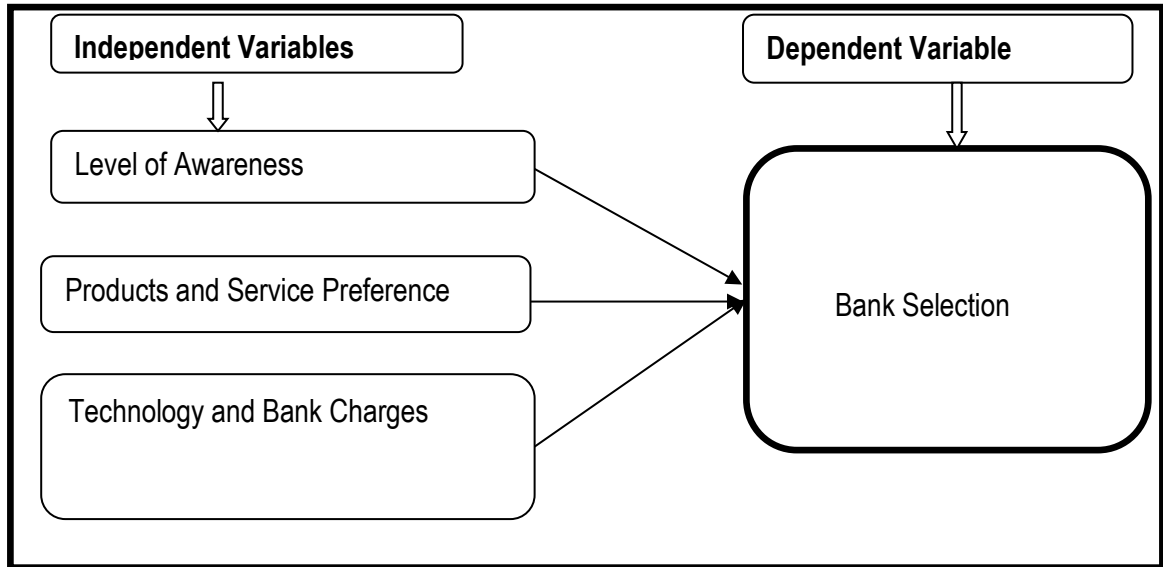 Independent Variables
Dependent Variable
Level of Awareness
Products and Service Preference
Bank Selection
Technology and Bank Charges